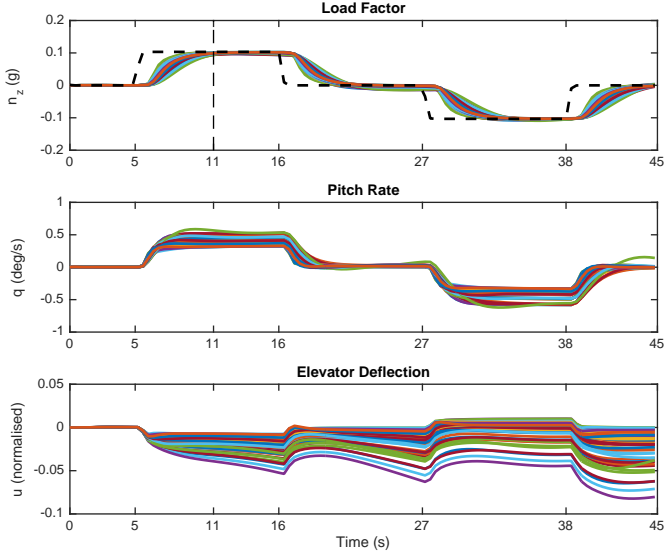 Load Factor
n_z (g)
0.2
0.1
0
-0.1
-0.2
0 5 11 16 27 38 45
Pitch Rate
q (deg/s)
1
0.5
0
-0.5
-1
0 5 11 16 27 38 45
Elevator Deflection
u (normalised)
0.05
0
-0.05
-0.1
0 5 11 16 27 38 45
Time (s)